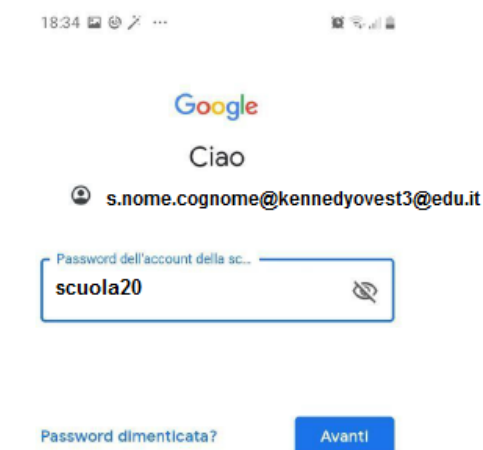 18:34 ...
Google
Ciao
s.nome.cognome@kennedyovest3@edu.it
Password dell'account della sc...
scuola20
Password dimenticata?
Avanti